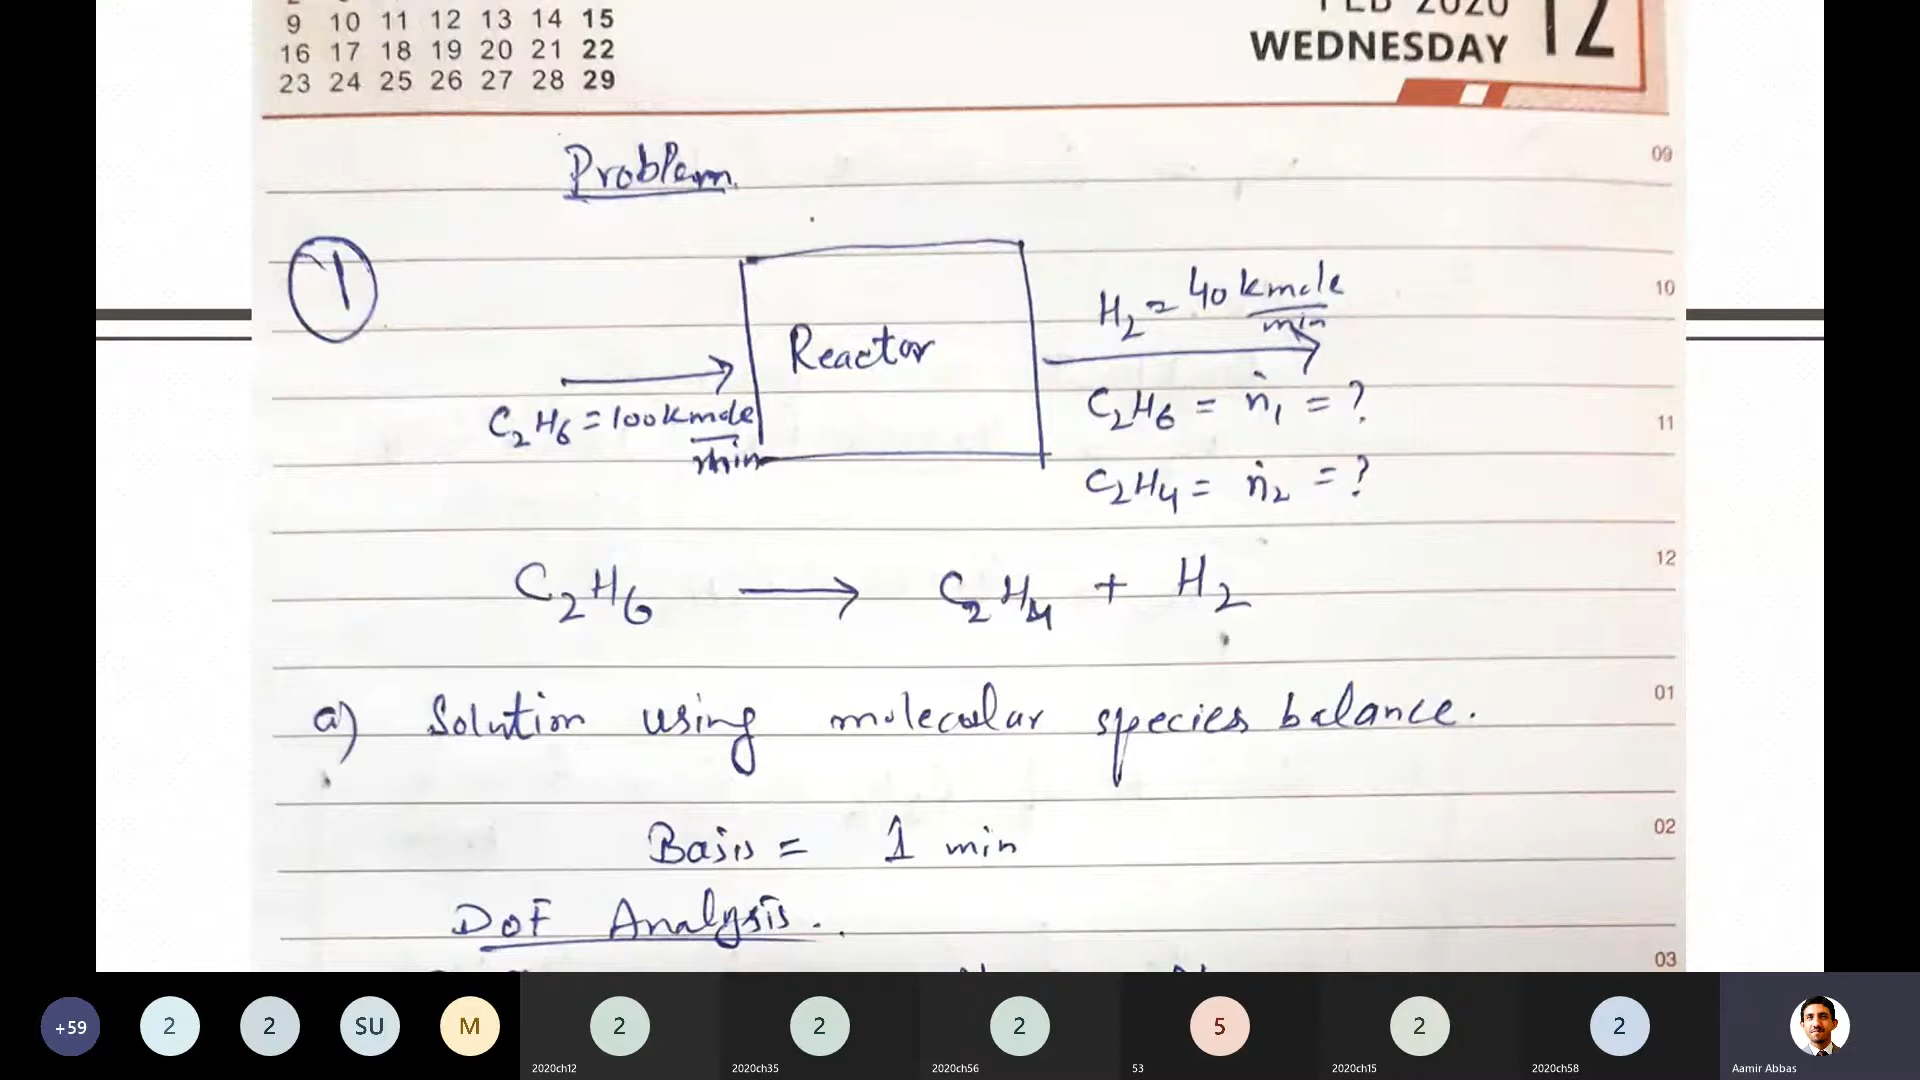 9 10 11 12 13 14 15
16 17 18 19 20 21 22
23 24 25 26 27 28 29
FEB 2020
WEDNESDAY
12
09
Problem
1
Reactor
H2 = 40 kmole/min
10
C2H6 = 100 kmole/min
C2H6 = ṅ1 = ?
11
C2H4 = ṅ2 = ?
12
C2H6 → C2H4 + H2
01
a) Solution using molecular species balance.
02
Basis = 1 min
DOF Analysis.
03
+59
2
2
SU
M
2
2
2
5
2
2
2020ch12
2020ch35
2020ch56
53
2020ch15
2020ch58
Aamir Abbas